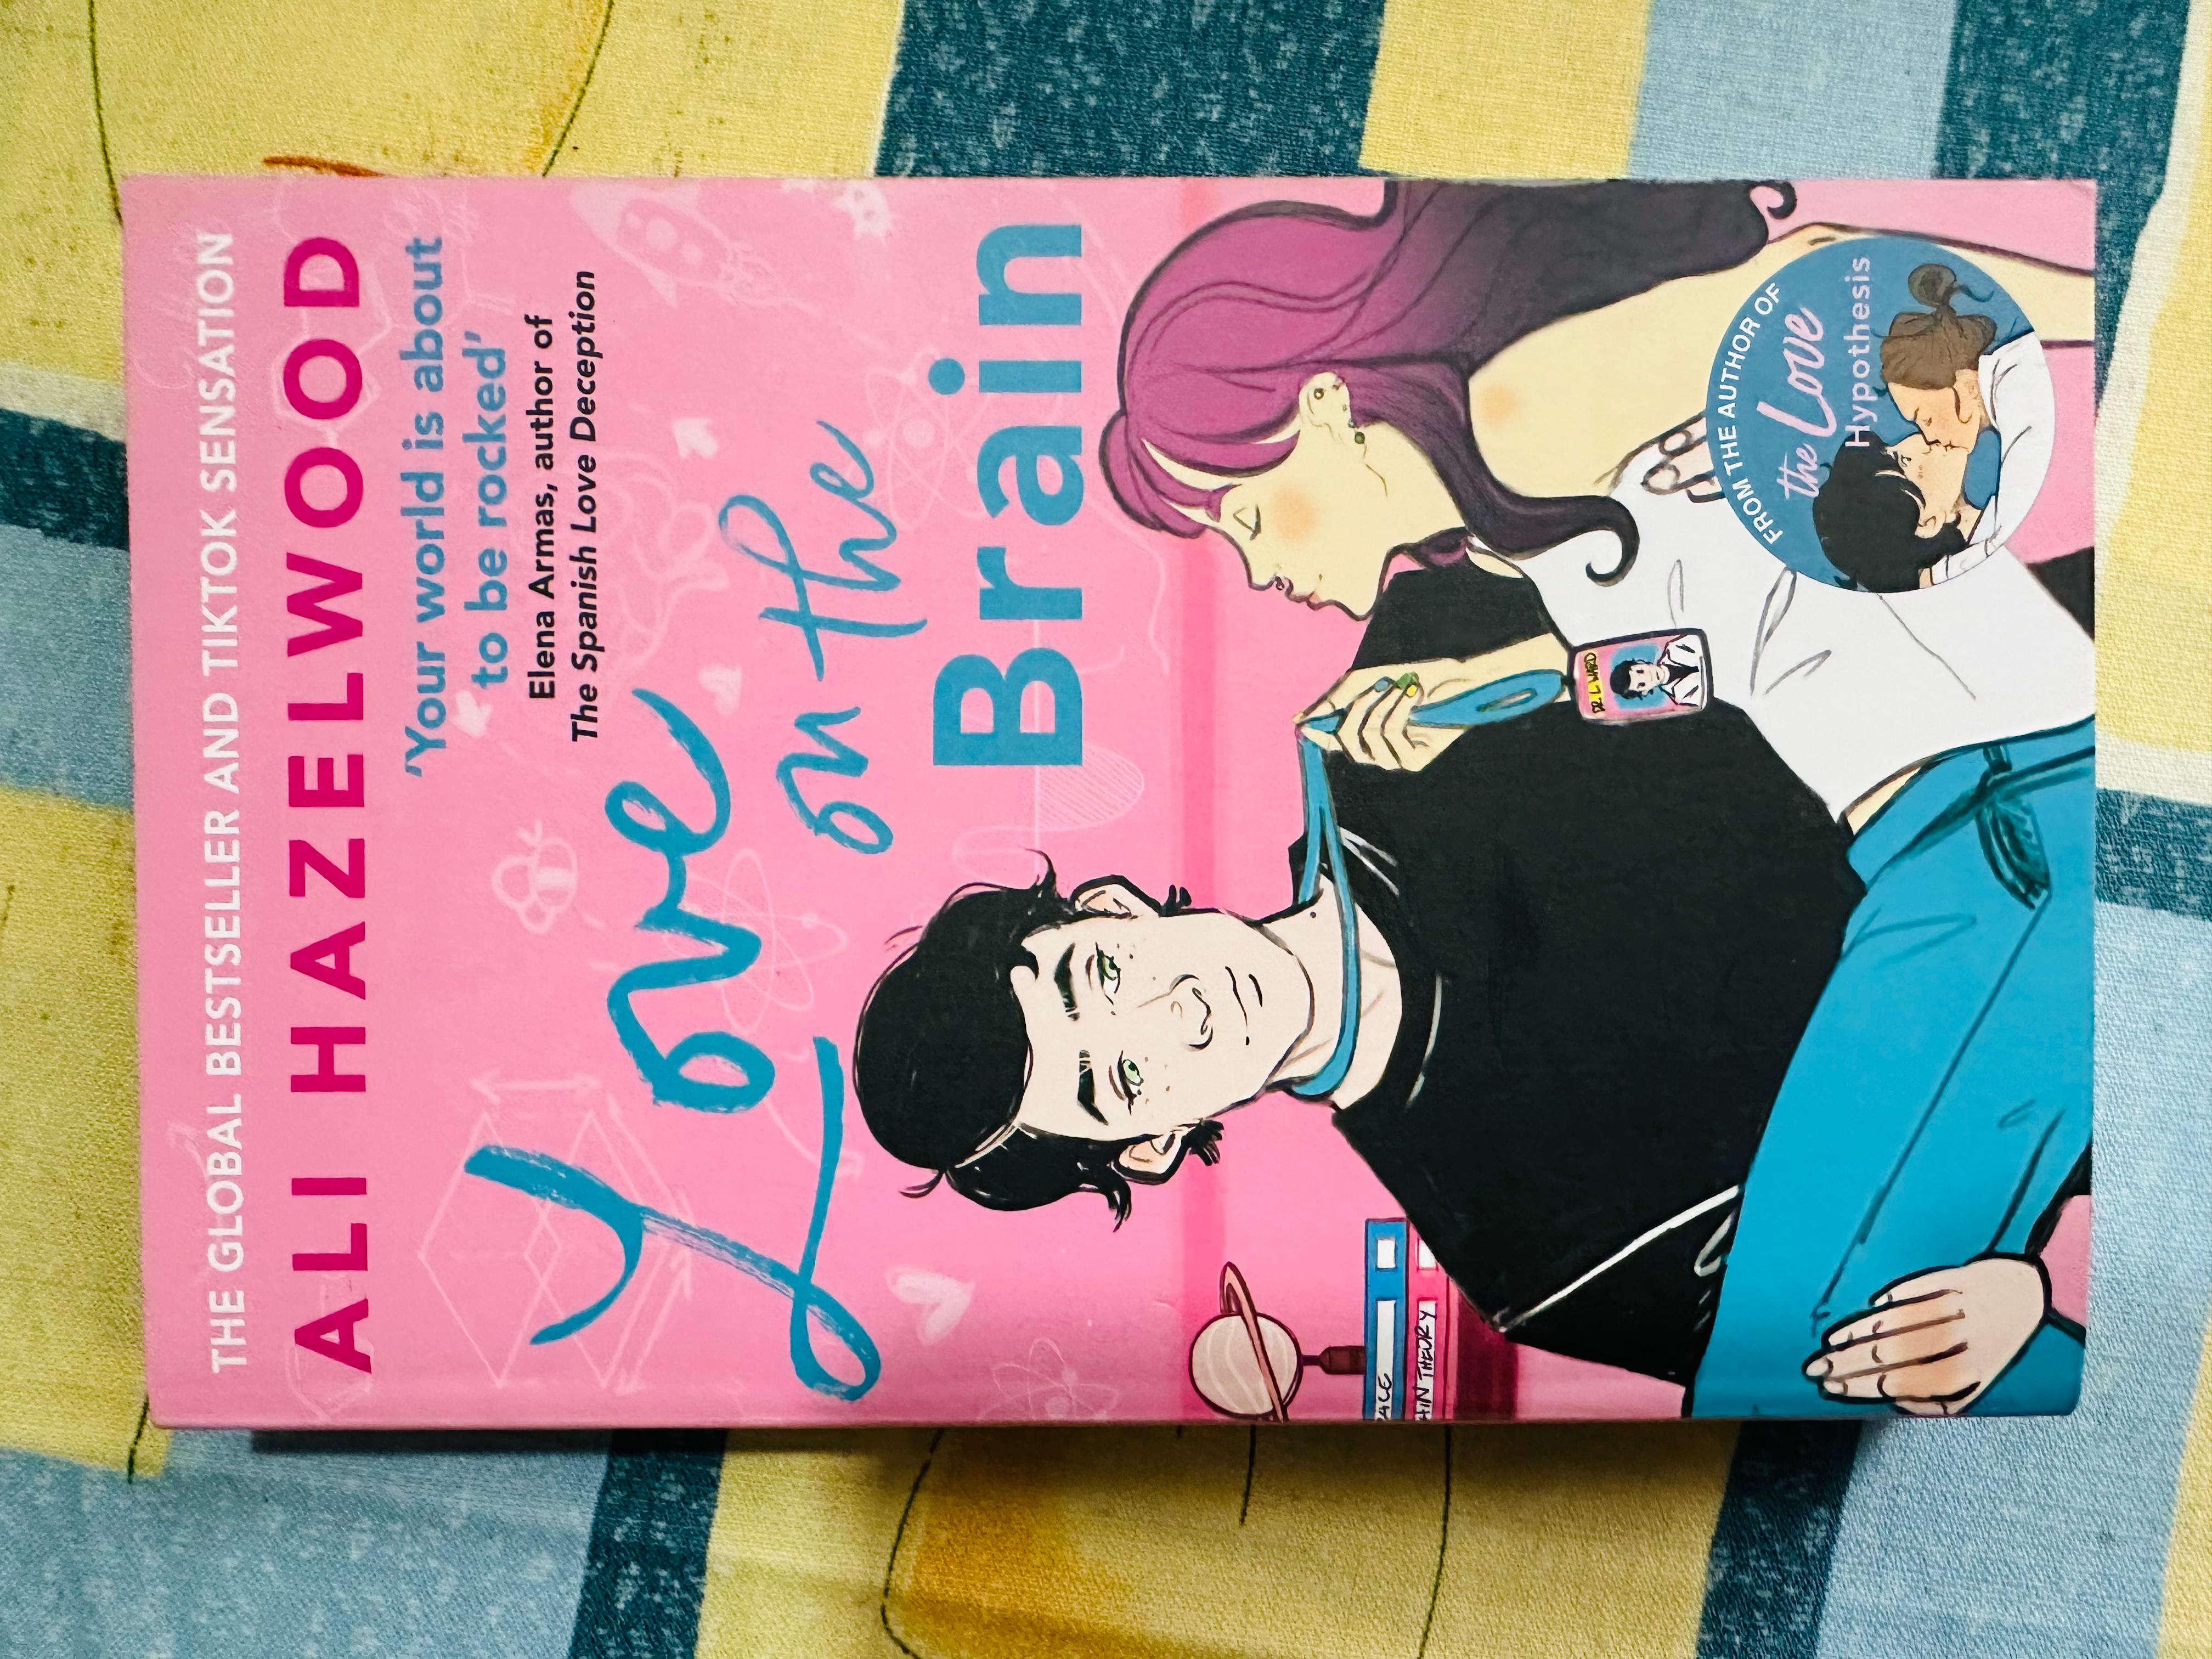 THE GLOBAL BESTSELLER AND TIKTOK SENSATION
ALI HAZELWOOD
'Your world is about
to be rocked'
Elena Armas, author of
The Spanish Love Deception
Love
on the
Brain
THEORY
DR. L. WARD
FROM THE AUTHOR OF
the Love
Hypothesis